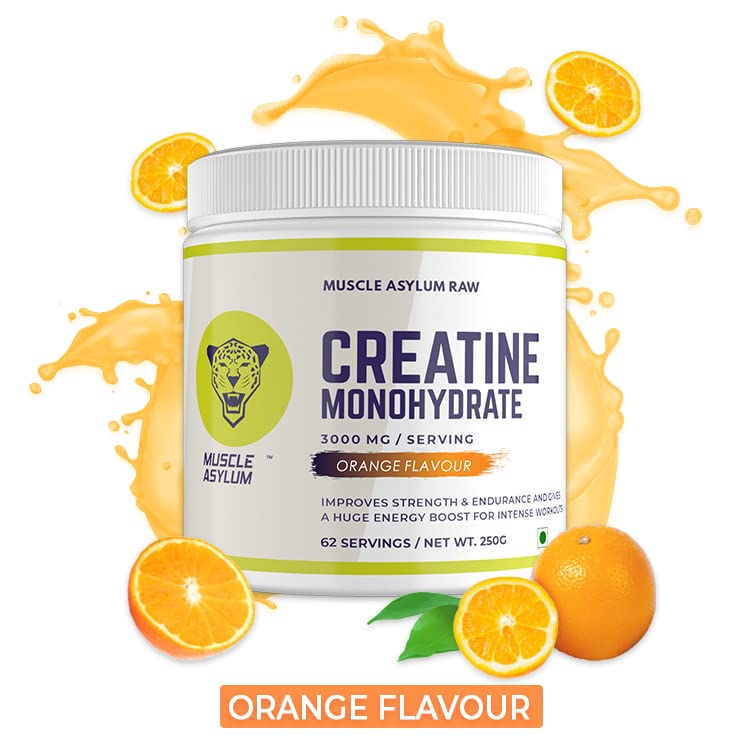 MUSCLE ASYLUM RAW
CREATINE
MONOHYDRATE
3000 MG / SERVING
ORANGE FLAVOUR
MUSCLE ™
ASYLUM
IMPROVES STRENGTH & ENDURANCE AND GIVES
A HUGE ENERGY BOOST FOR INTENSE WORKOUTS
62 SERVINGS / NET WT. 250G
ORANGE FLAVOUR